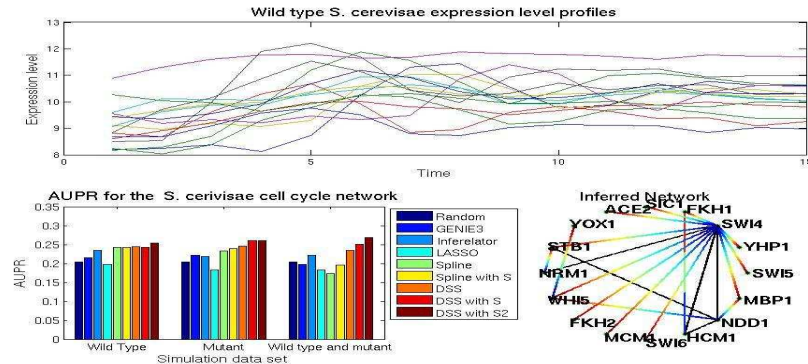 Wild type S. cerevisae expression level profiles
Expression level
13
12
11
10
9
8
0
5
10
15
Time
AUPR for the S. cerivisae cell cycle network
AUPR
0.35
0.3
0.25
0.2
0.15
0.1
0.05
0
Wild Type
Mutant
Wild type and mutant
Simulation data set
Random
GENIE3
Inferelator
LASSO
Spline
Spline with S
DSS
DSS with S
DSS with S2
Inferred Network
SIC1
FKH1
ACE2
SWI4
YOX1
YHP1
STB1
SWI5
NRM1
MBP1
WHI5
NDD1
FKH2
HCM1
MCM1
SWI6